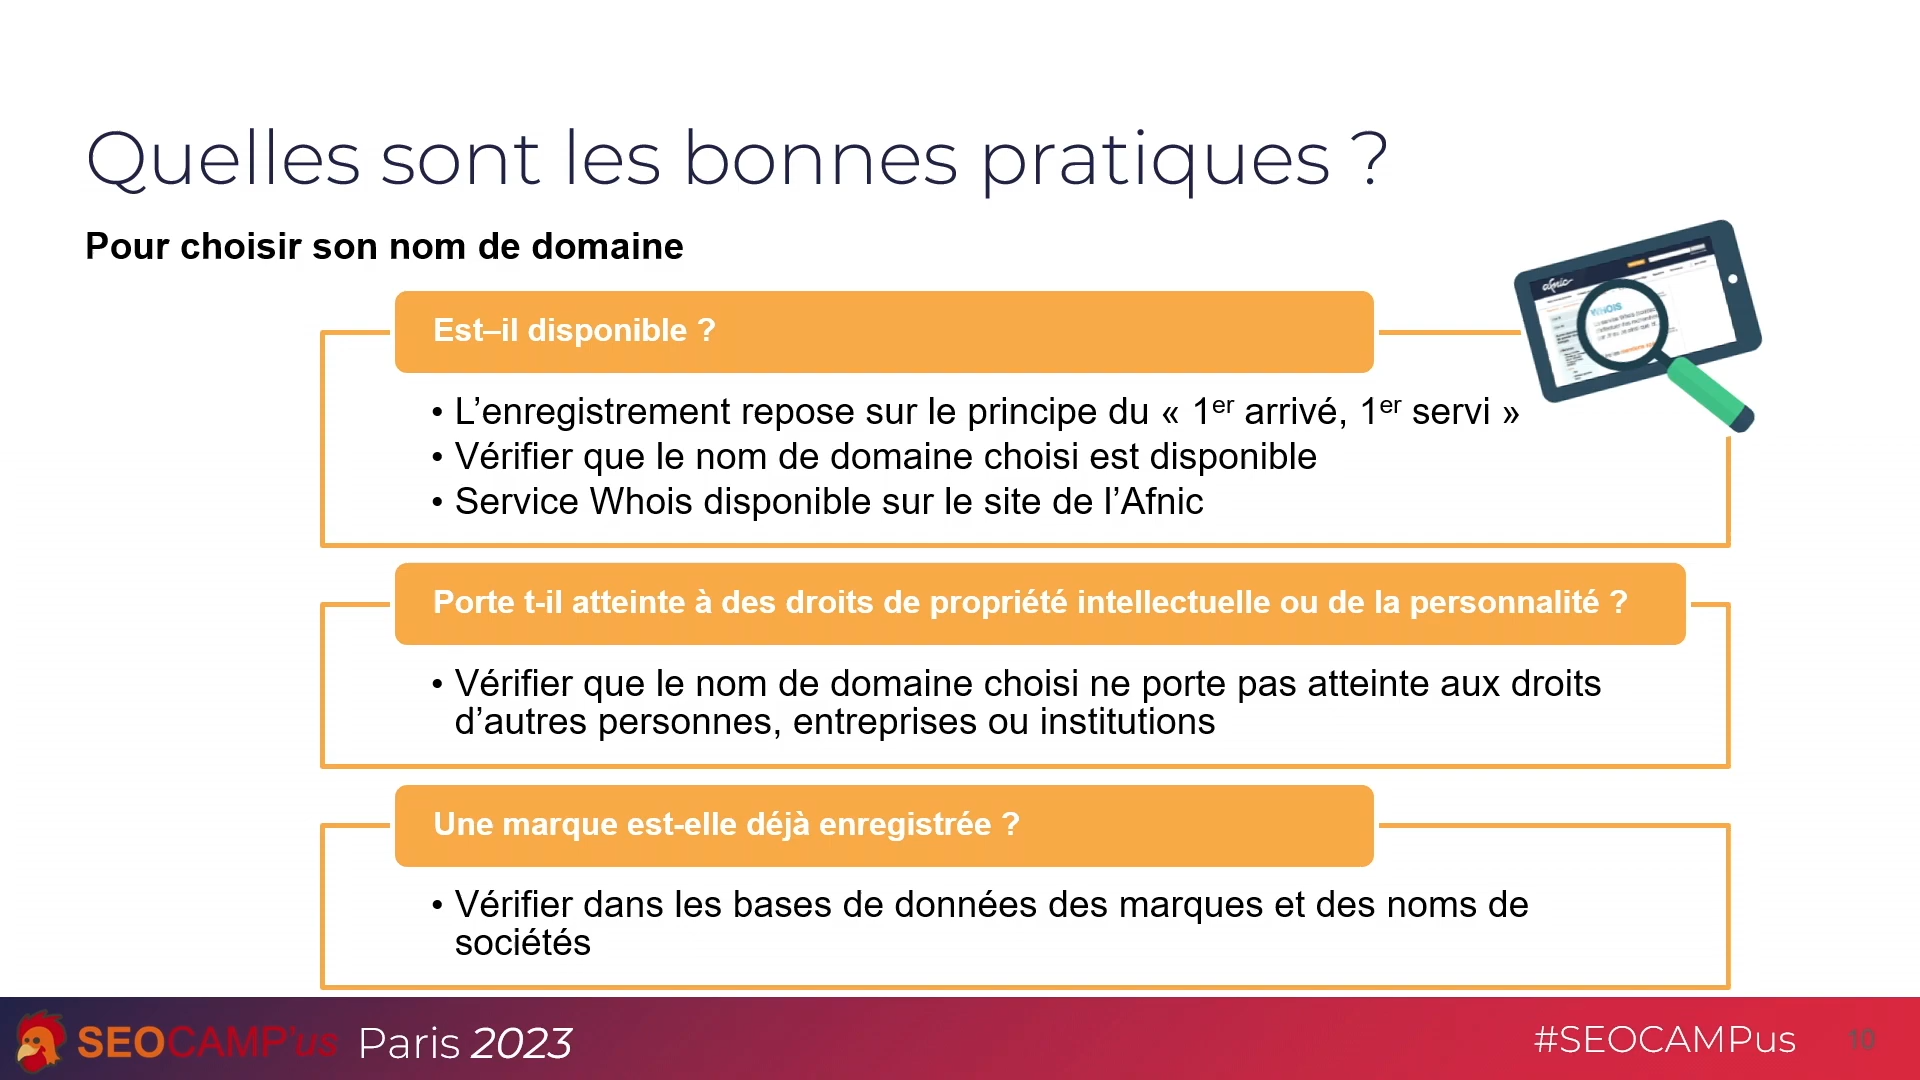 Quelles sont les bonnes pratiques ?
Pour choisir son nom de domaine
Est–il disponible ?
• L’enregistrement repose sur le principe du « 1er arrivé, 1er servi »
• Vérifier que le nom de domaine choisi est disponible
• Service Whois disponible sur le site de l’Afnic
afnic
WHOIS
Porte t-il atteinte à des droits de propriété intellectuelle ou de la personnalité ?
• Vérifier que le nom de domaine choisi ne porte pas atteinte aux droits
d’autres personnes, entreprises ou institutions
Une marque est-elle déjà enregistrée ?
• Vérifier dans les bases de données des marques et des noms de
sociétés
SEOCAMP'us Paris 2023
#SEOCAMPus
10